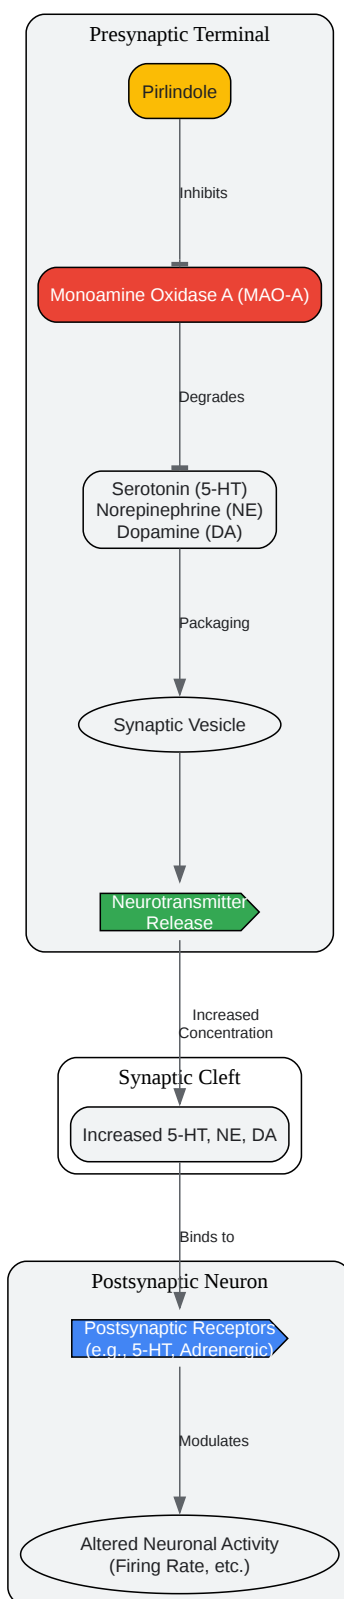 Presynaptic Terminal
Pirlindole
Inhibits
Monoamine Oxidase A (MAO-A)
Degrades
Serotonin (5-HT)
Norepinephrine (NE)
Dopamine (DA)
Packaging
Synaptic Vesicle
Neurotransmitter
Release
Increased
Concentration
Synaptic Cleft
Increased 5-HT, NE, DA
Binds to
Postsynaptic Neuron
Postsynaptic Receptors
(e.g., 5-HT, Adrenergic)
Modulates
Altered Neuronal Activity
(Firing Rate, etc.)